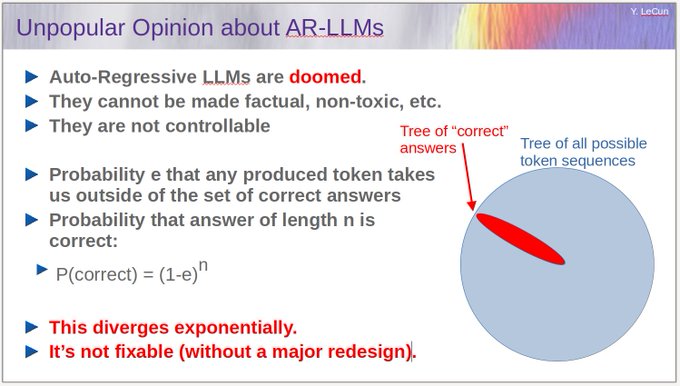 Y. LeCun
Unpopular Opinion about AR-LLMs
Auto-Regressive LLMs are doomed.
They cannot be made factual, non-toxic, etc.
They are not controllable
Tree of “correct”
answers
Tree of all possible
token sequences
Probability e that any produced token takes
us outside of the set of correct answers
Probability that answer of length n is
correct:
P(correct) = (1-e)^n
This diverges exponentially.
It’s not fixable (without a major redesign).